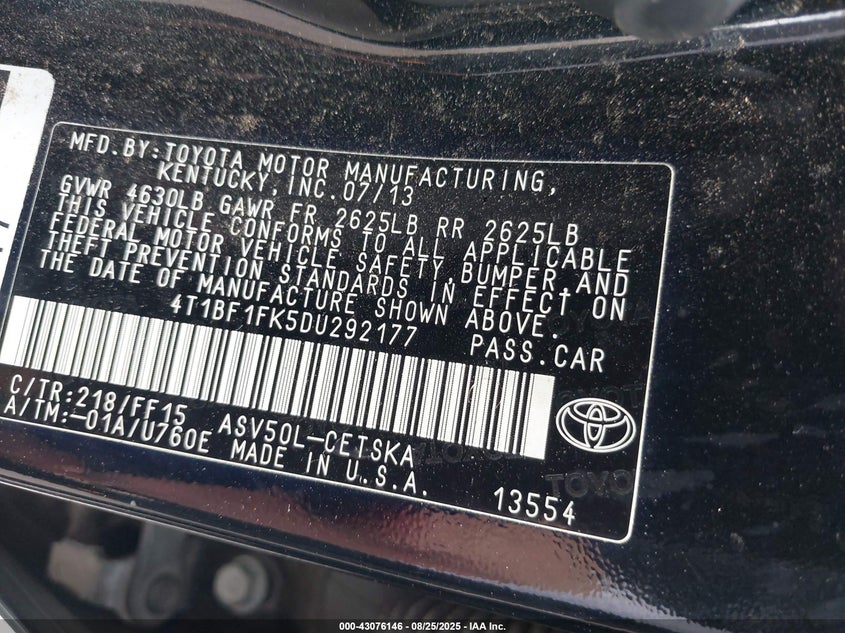 MFD.BY:TOYOTA MOTOR MANUFACTURING,
KENTUCKY,INC.07/13
GVWR 4630LB GAWR FR 2625LB RR 2625LB
THIS VEHICLE CONFORMS TO ALL APPLICABLE
FEDERAL MOTOR VEHICLE SAFETY,BUMPER,AND
THEFT PREVENTION STANDARDS IN EFFECT ON
THE DATE OF MANUFACTURE SHOWN ABOVE.
4T1BF1FK5DU292177 PASS.CAR
C/TR:218/FF15 ASV50L-CETSKA
A/TM:-01A/U760E MADE IN U.S.A.
13554
000-43076146 - 08/25/2025 - IAA Inc.